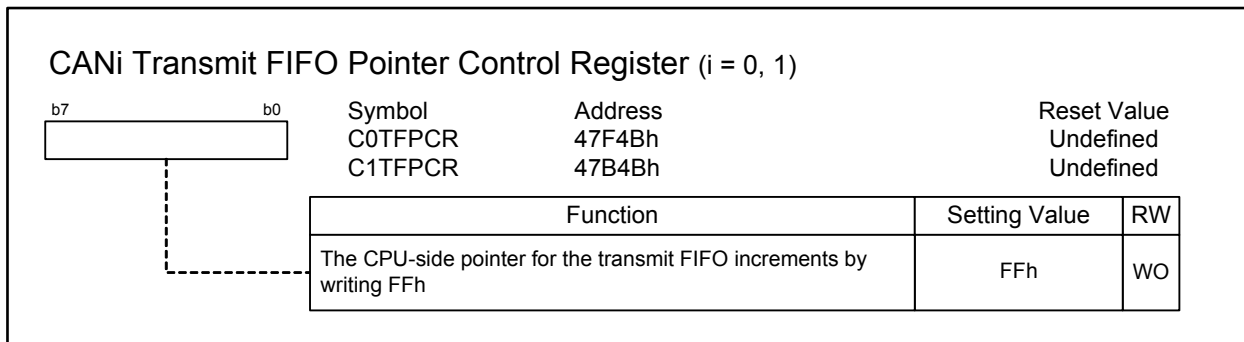 CANi Transmit FIFO Pointer Control Register (i = 0, 1)
b7 b0 Symbol Address Reset Value
C0TFPCR 47F4Bh Undefined
C1TFPCR 47B4Bh Undefined
Function Setting Value RW
The CPU-side pointer for the transmit FIFO increments by
writing FFh
FFh WO